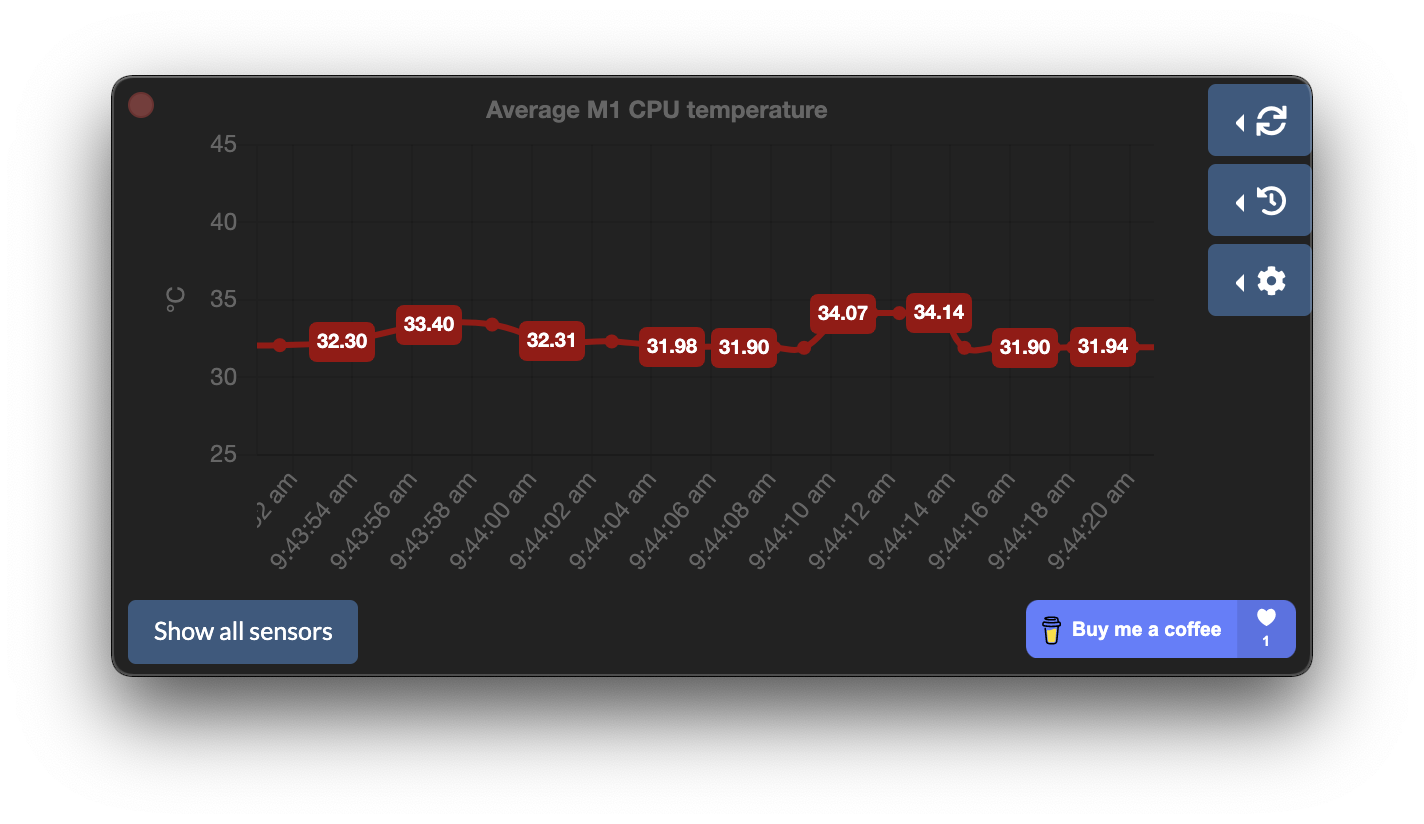 Average M1 CPU temperature
45
40
35
30
25
°C
32.30
33.40
32.31
31.98
31.90
34.07
34.14
31.90
31.94
52 am
9:43:54 am
9:43:56 am
9:43:58 am
9:44:00 am
9:44:02 am
9:44:04 am
9:44:06 am
9:44:08 am
9:44:10 am
9:44:12 am
9:44:14 am
9:44:16 am
9:44:18 am
9:44:20 am
Show all sensors
Buy me a coffee
1